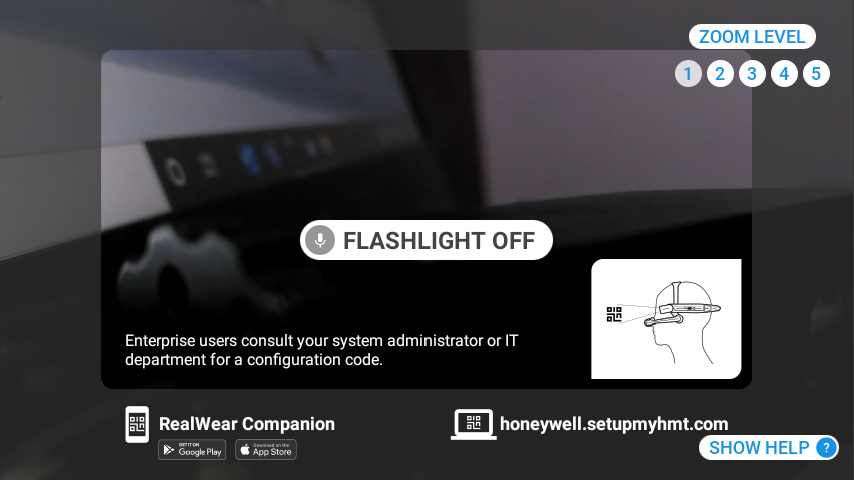 ZOOM LEVEL
1 2 3 4 5
FLASHLIGHT OFF
Enterprise users consult your system administrator or IT
department for a configuration code.
RealWear Companion
GET IT ON
Google Play
Download on the
App Store
honeywell.setupmyhmt.com
SHOW HELP ?